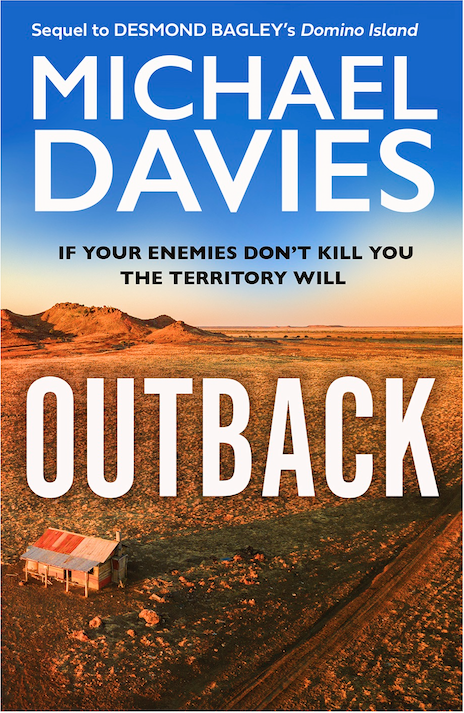 Sequel to DESMOND BAGLEY’s Domino Island
MICHAEL
DAVIES
IF YOUR ENEMIES DON’T KILL YOU
THE TERRITORY WILL
OUTBACK